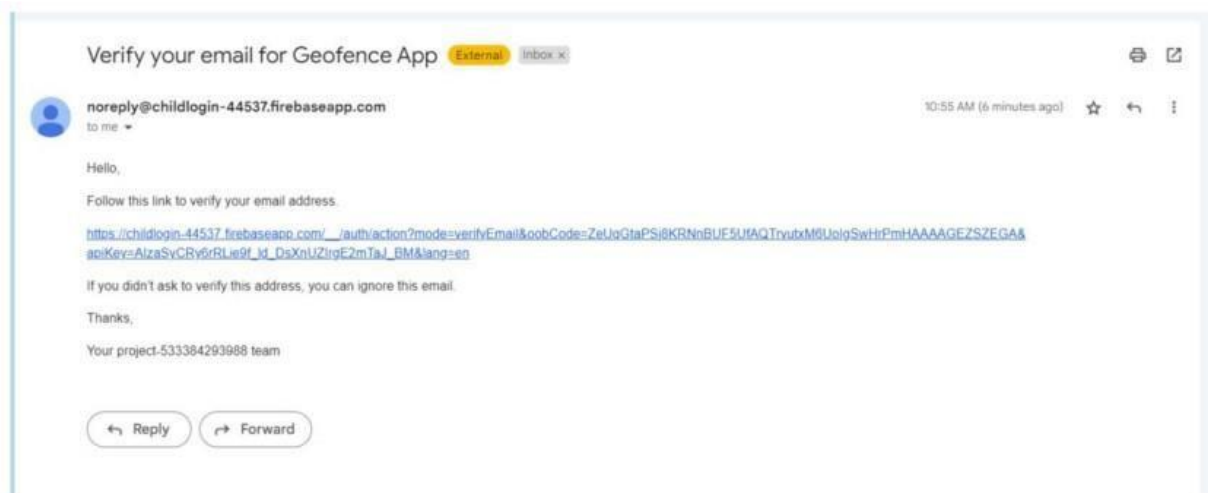 Verify your email for Geofence App External Inbox x
noreply@childlogin-44537.firebaseapp.com 10:55 AM (6 minutes ago)
to me
Hello,
Follow this link to verify your email address.
https://childlogin-44537.firebaseapp.com/__/auth/action?mode=verifyEmail&oobCode=ZeUqGtaPSj8KRNnBUF5UfAQTrvutxM6UolgSwHrPmHAAAAGEZSZEGA&
apiKey=AIzaSyCRy6rRLie9f_Id_DsXnUZIrgE2mTaJ_BM&lang=en
If you didn't ask to verify this address, you can ignore this email.
Thanks,
Your project-533384293988 team
Reply Forward